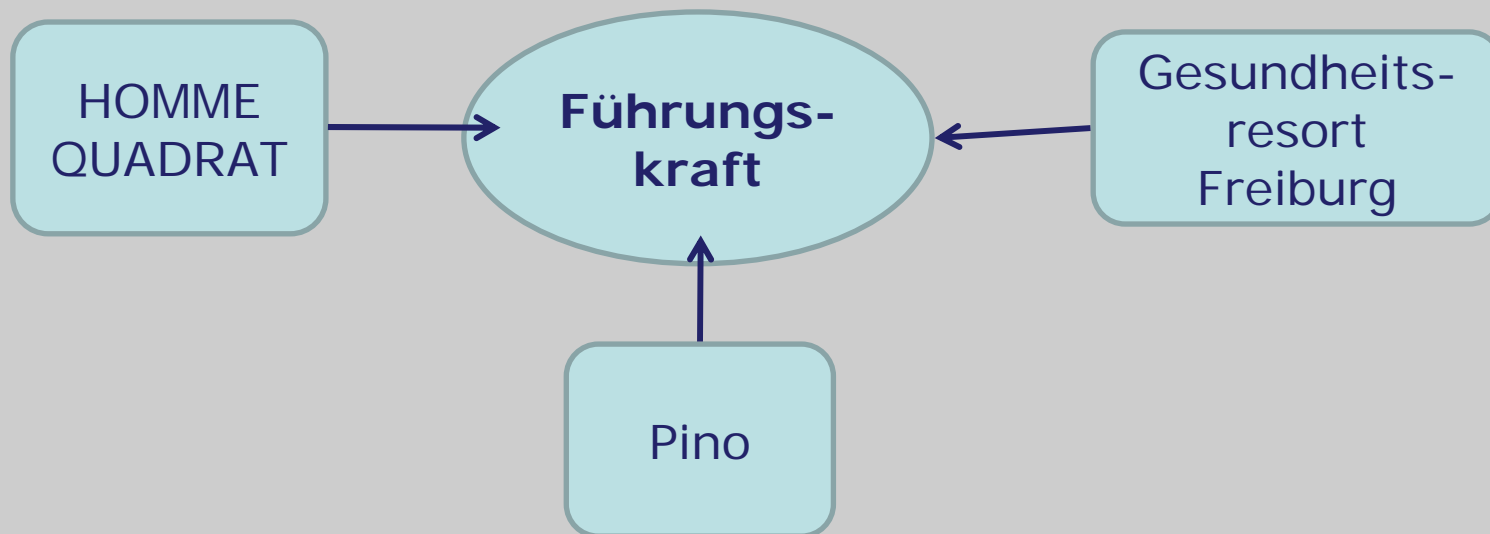 HOMME
QUADRAT
Führungs-
kraft
Gesundheits-
resort
Freiburg
Pino